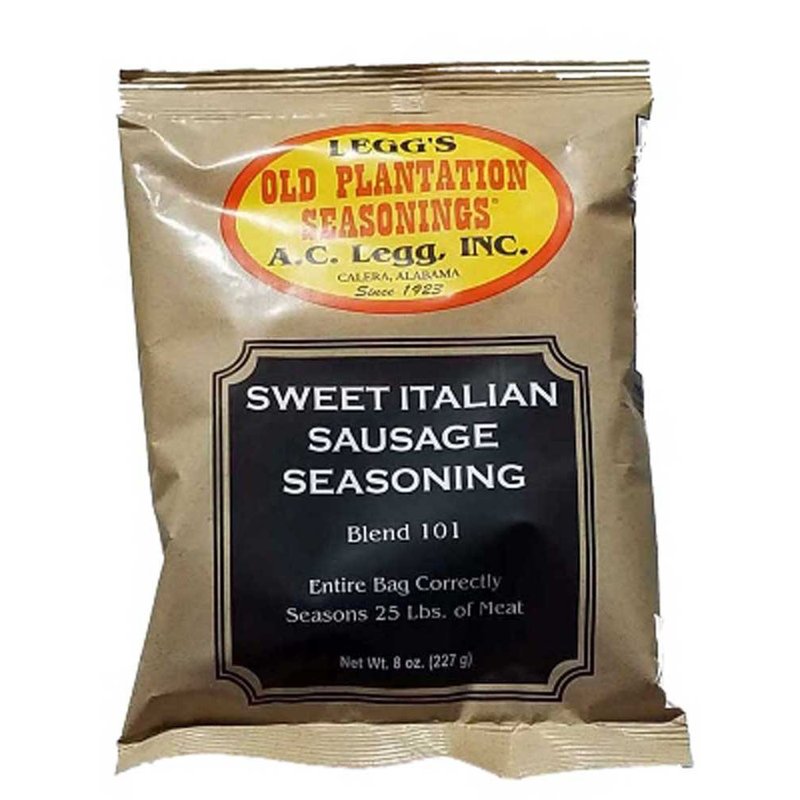 LEGG'S
OLD PLANTATION
SEASONINGS®
A.C. Legg, INC.
CALERA, ALABAMA
Since 1923
SWEET ITALIAN
SAUSAGE
SEASONING
Blend 101
Entire Bag Correctly
Seasons 25 Lbs. of Meat
Net Wt. 8 oz. (227 g)